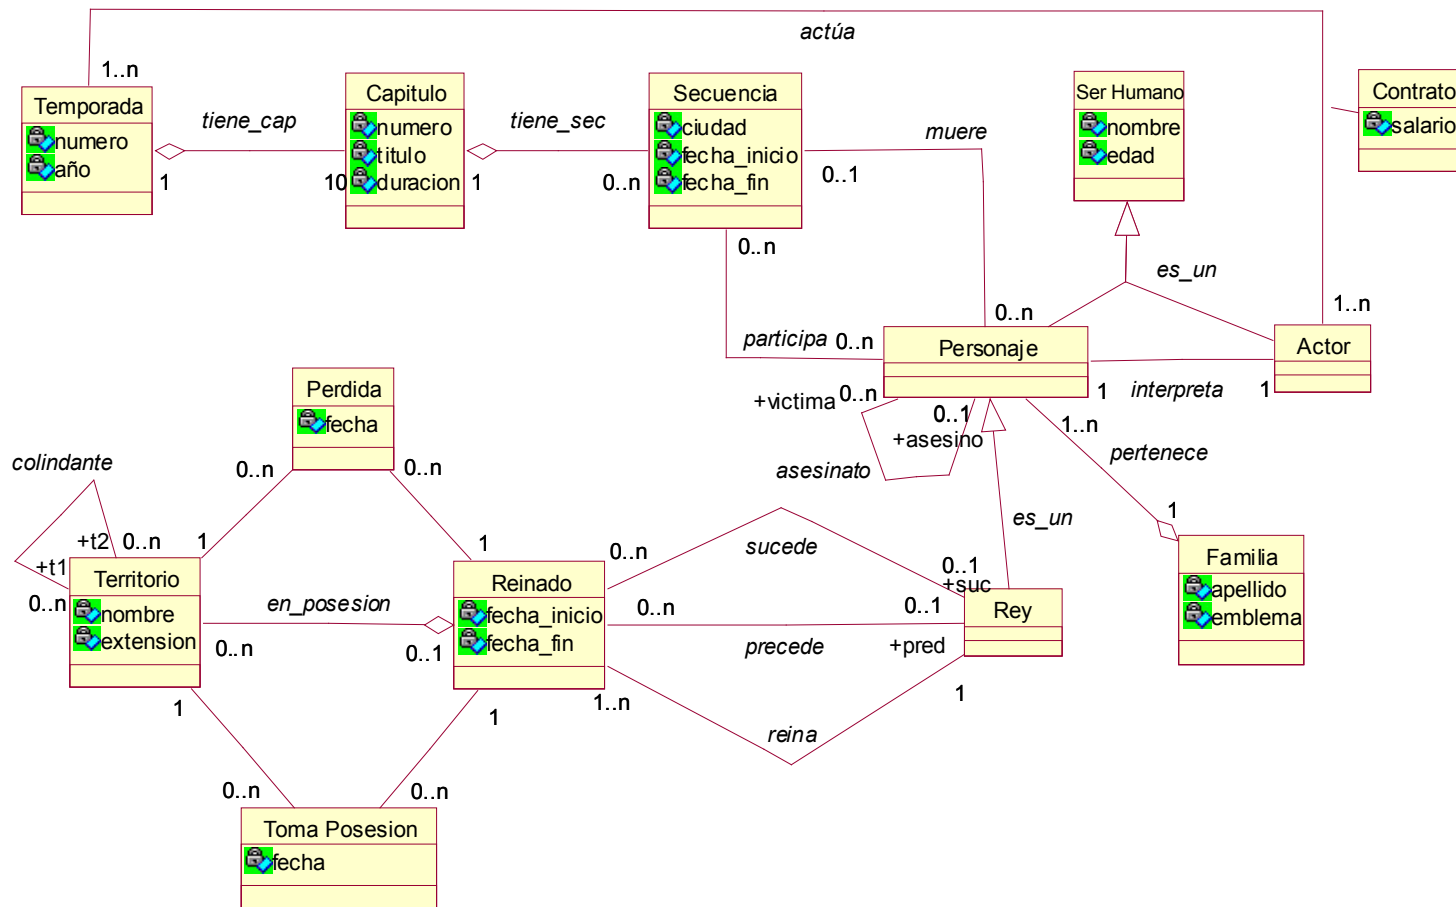 actúa
1..n
Temporada
numero
año
1
tiene_cap
10
Capitulo
numero
titulo
duracion
1
tiene_sec
0..n
Secuencia
ciudad
fecha_inicio
fecha_fin
0..1
muere
0..n
Ser Humano
nombre
edad
Contrato
salario
es_un
1..n
0..n
participa
0..n
Personaje
1
interpreta
1
Actor
+victima
0..n
0..1
+asesino
asesinato
1..n
pertenece
1
es_un
Perdida
fecha
0..n
0..n
colindante
+t2
0..n
+t1
0..n
1
1
Territorio
nombre
extension
en_posesion
0..n
0..1
Reinado
fecha_inicio
fecha_fin
0..n
sucede
0..1
+suc
0..n
precede
0..1
+pred
1..n
reina
1
Rey
Familia
apellido
emblema
1
1
0..n
0..n
Toma Posesion
fecha